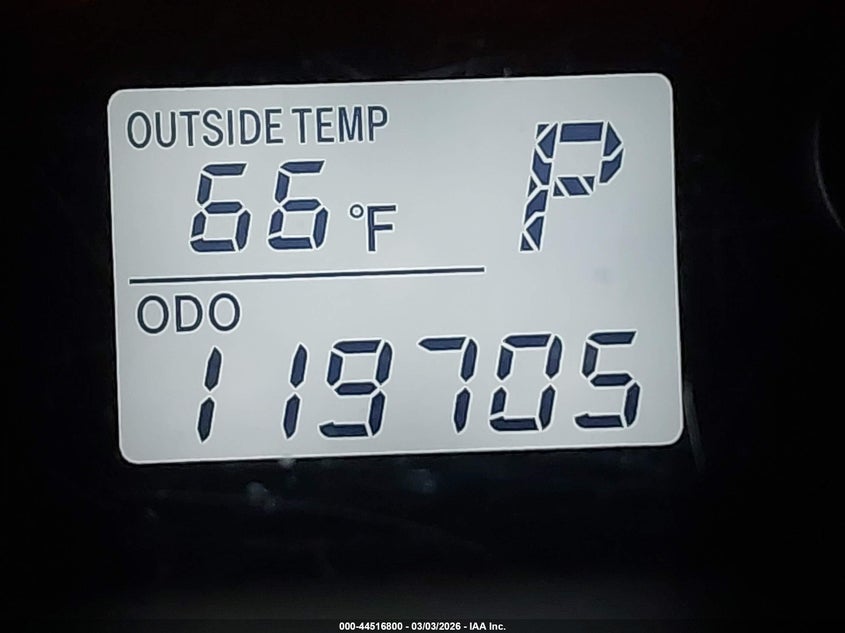 OUTSIDE TEMP
66 °F P
ODO
119705
000-44516800 - 03/03/2026 - IAA Inc.